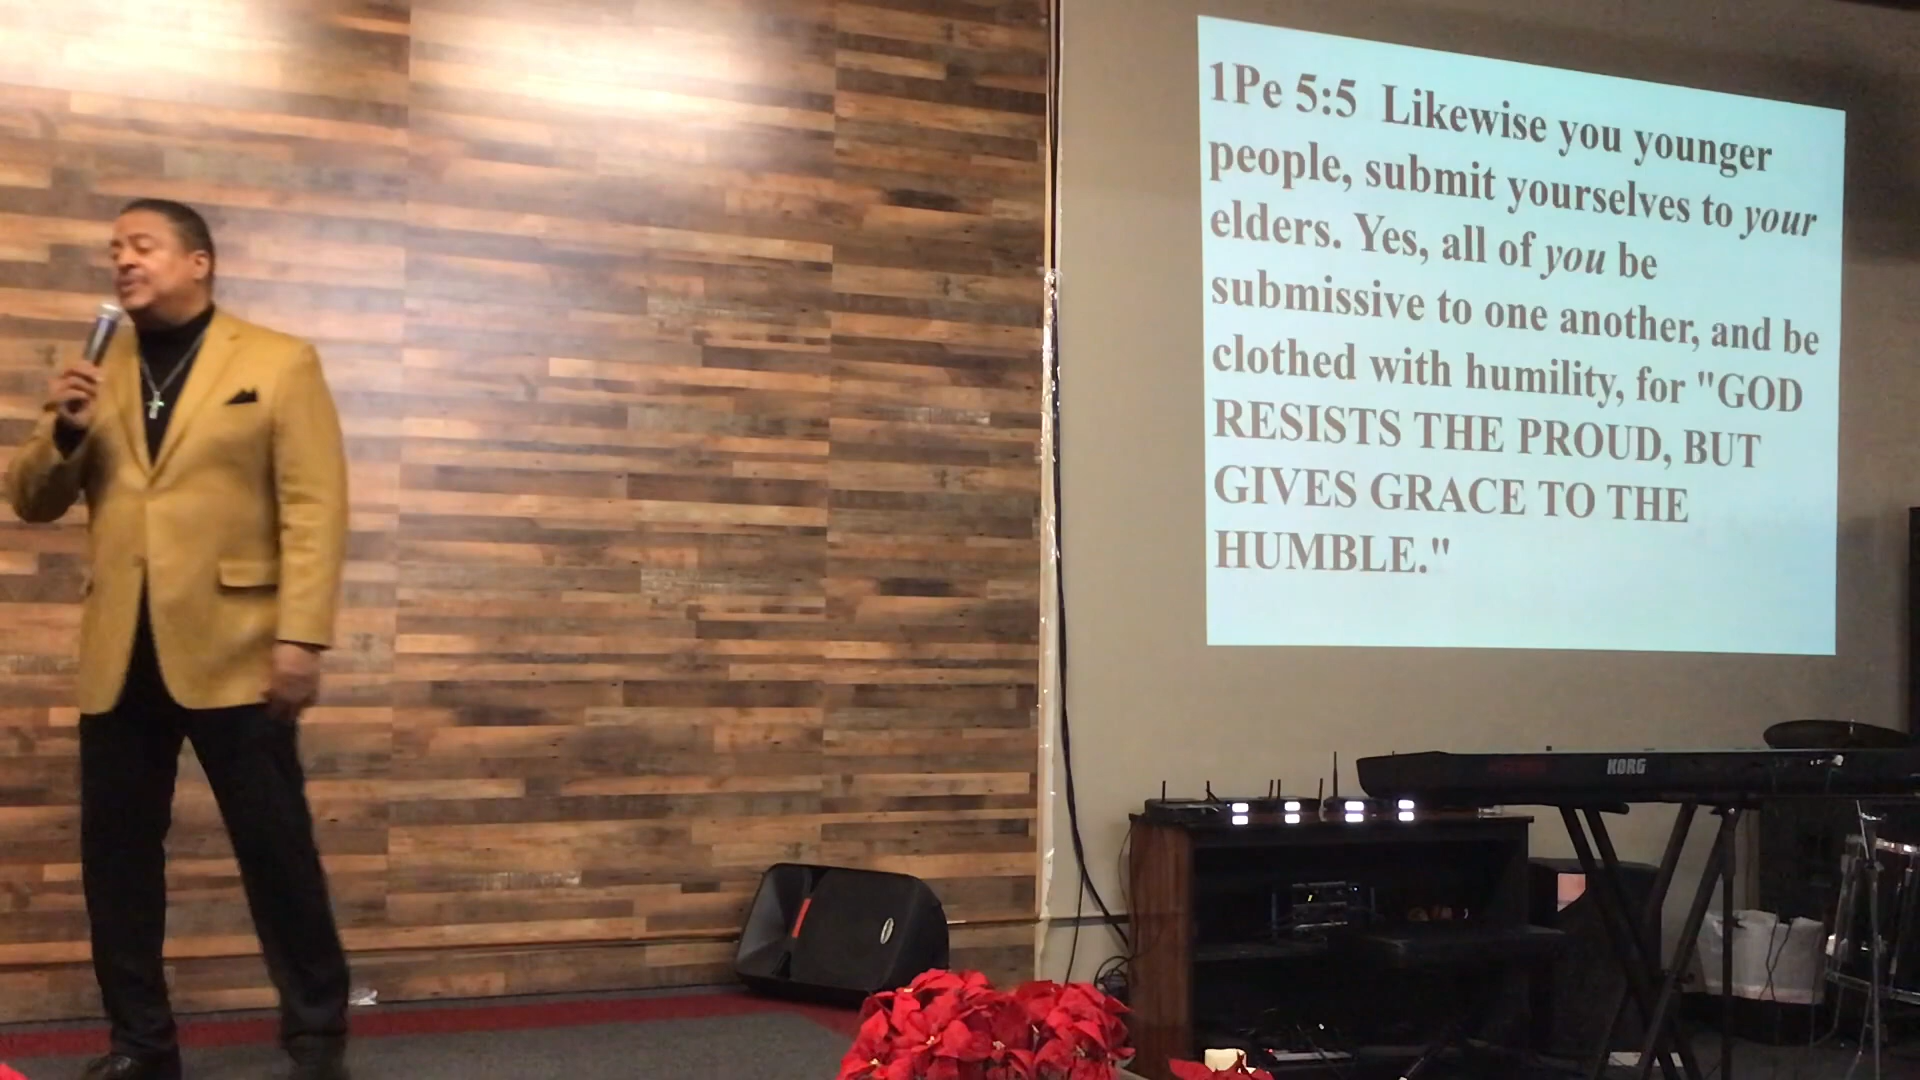 1Pe 5:5 Likewise you younger
people, submit yourselves to your
elders. Yes, all of you be
submissive to one another, and be
clothed with humility, for "GOD
RESISTS THE PROUD, BUT
GIVES GRACE TO THE
HUMBLE."
KORG